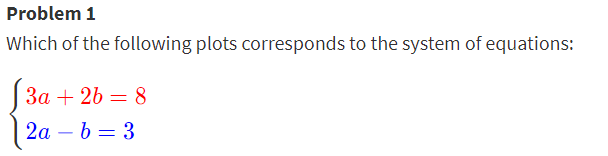 Problem 1
Which of the following plots corresponds to the system of equations:
3a + 2b = 8
2a − b = 3